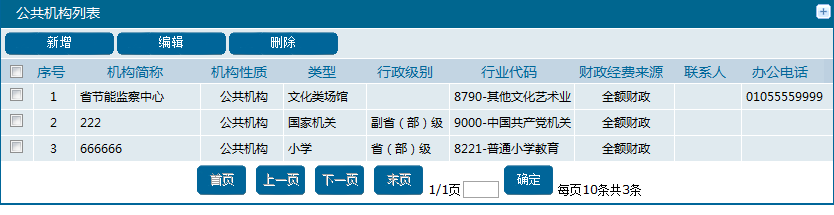 公共机构列表
新增 编辑 删除
序号 机构简称 机构性质 类型 行政级别 行业代码 财政经费来源 联系人 办公电话
1 省节能监察中心 公共机构 文化类场馆 8790-其他文化艺术业 全额财政 01055559999
2 222 公共机构 国家机关 副省（部）级 9000-中国共产党机关 全额财政
3 666666 公共机构 小学 省（部）级 8221-普通小学教育 全额财政
首页 上一页 下一页 末页 1/1页 确定 每页10条共3条